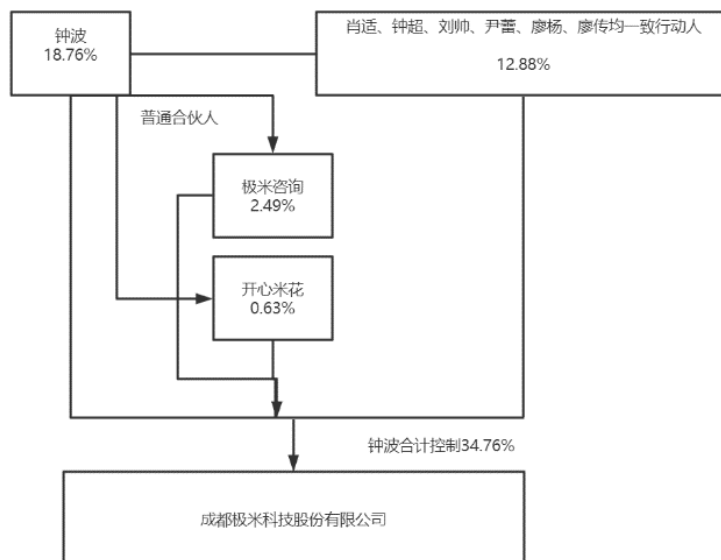 钟波
18.76%
肖适、钟超、刘帅、尹蕾、廖杨、廖传均一致行动人
12.88%
普通合伙人
极米咨询
2.49%
开心米花
0.63%
钟波合计控制34.76%
成都极米科技股份有限公司